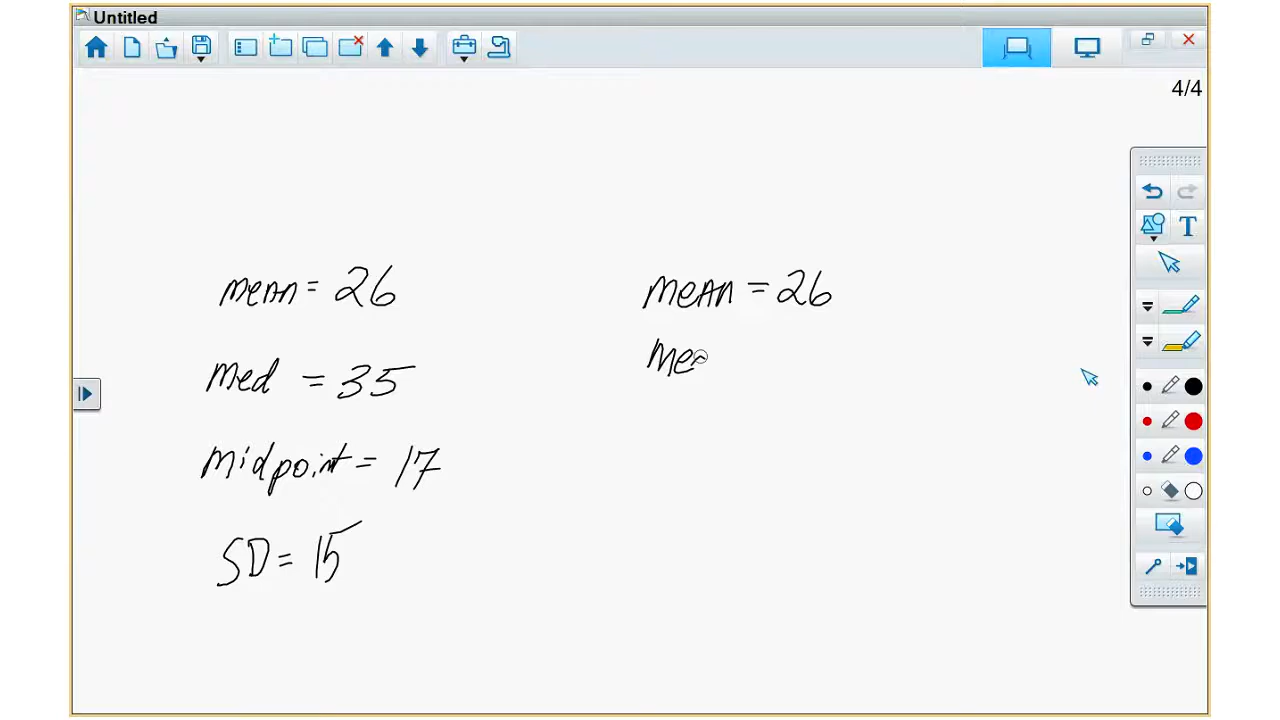 Untitled
4/4
mean = 26
med = 35
midpoint = 17
SD = 15
mean = 26
me
T